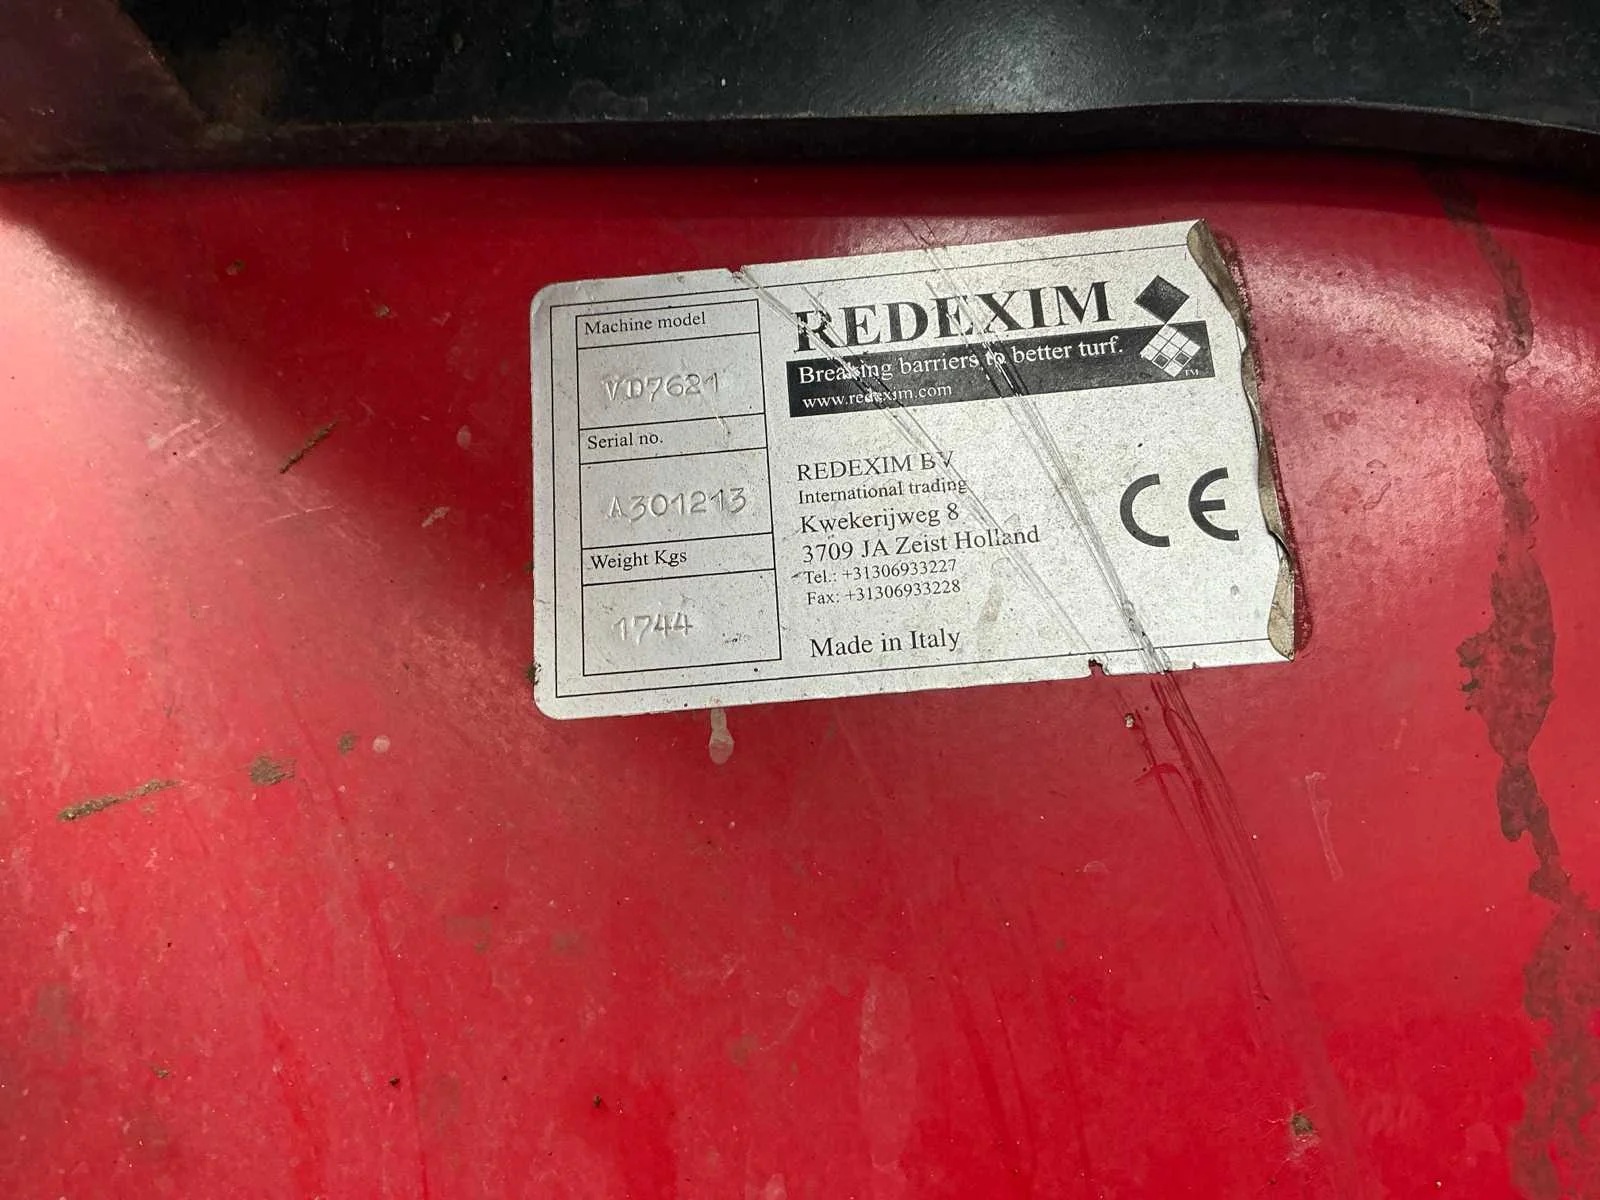 Machine model
VD7621
Serial no.
A301213
Weight Kgs
1744
REDEXIM
Breaking barriers to better turf.
www.redexim.com
TM
REDEXIM BV
International trading
Kwekerijweg 8
3709 JA Zeist Holland
Tel.: +31306933227
Fax: +31306933228
Made in Italy
CE